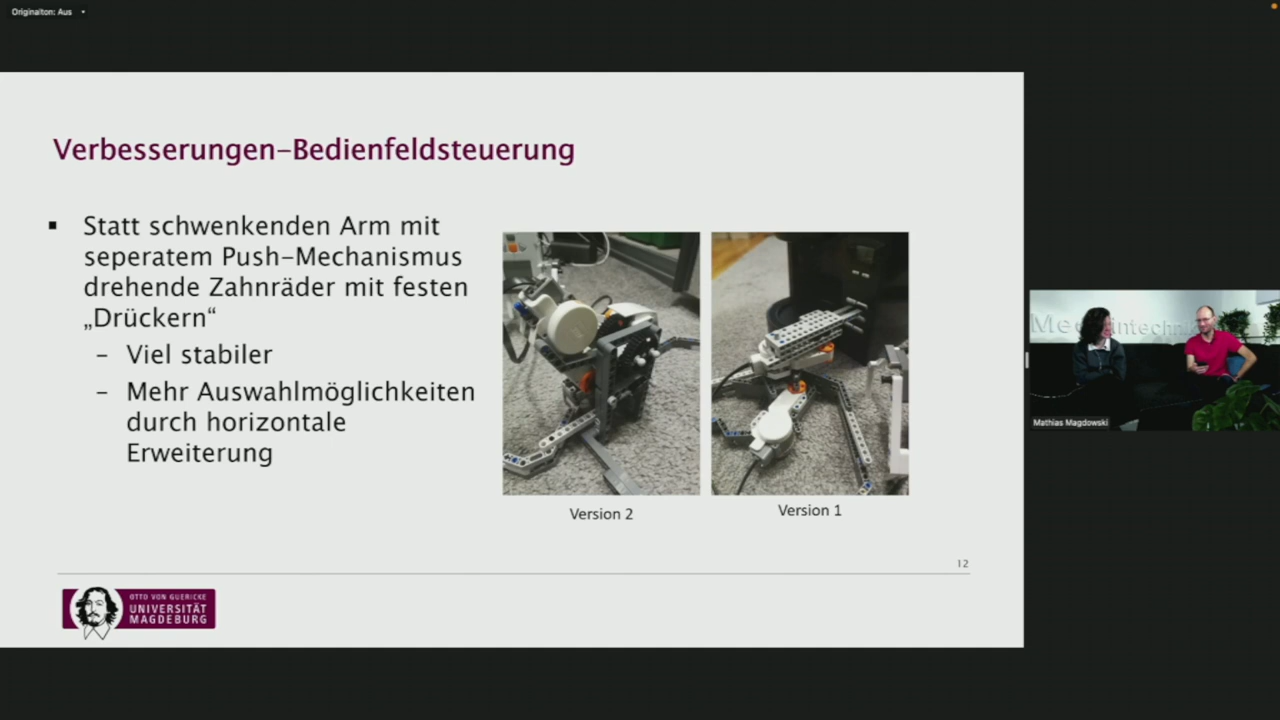 Originalton: Aus
Verbesserungen-Bedienfeldsteuerung
▪ Statt schwenkenden Arm mit
seperatem Push-Mechanismus
drehende Zahnräder mit festen
„Drückern“
– Viel stabiler
– Mehr Auswahlmöglichkeiten
durch horizontale
Erweiterung
Version 2
Version 1
12
OTTO VON GUERICKE
UNIVERSITÄT
MAGDEBURG
Mathias Magdowski